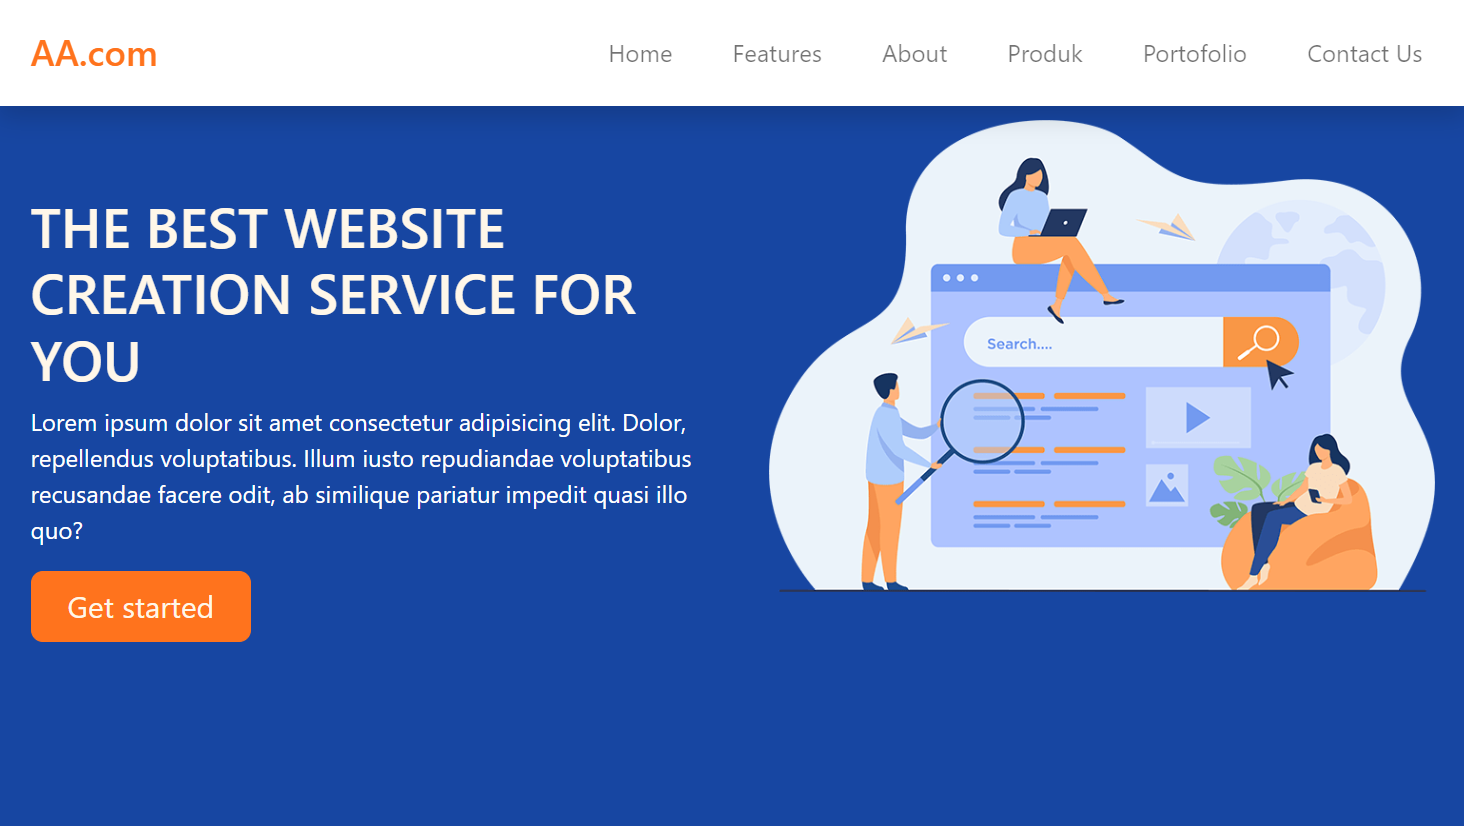 AA.com
Home Features About Produk Portofolio Contact Us
THE BEST WEBSITE
CREATION SERVICE FOR
YOU
Lorem ipsum dolor sit amet consectetur adipisicing elit. Dolor,
repellendus voluptatibus. Illum iusto repudiandae voluptatibus
recusandae facere odit, ab similique pariatur impedit quasi illo
quo?
Get started
Search....